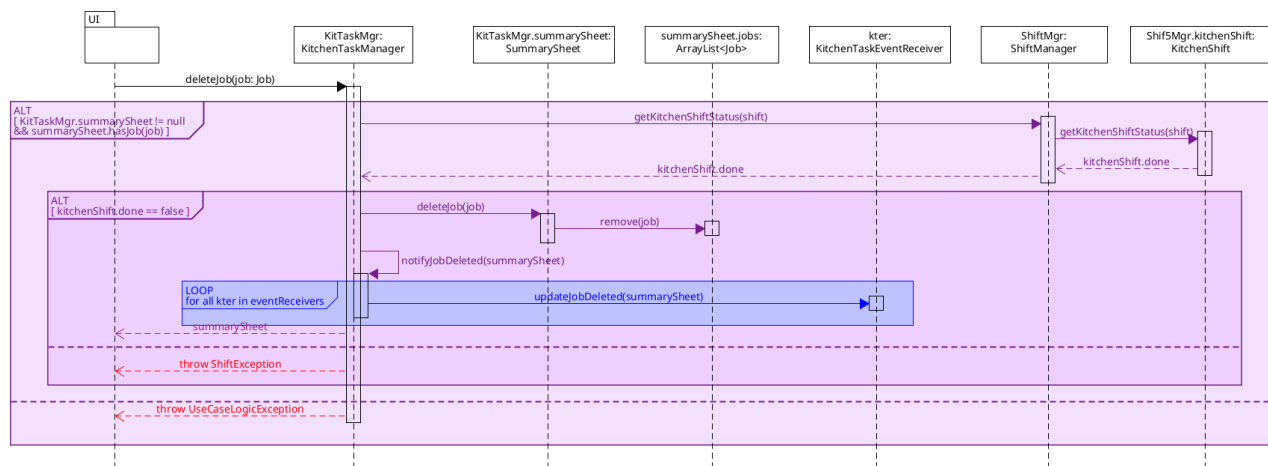 UI
KitTaskMgr:
KitchenTaskManager
KitTaskMgr.summarySheet:
SummarySheet
summarySheet.jobs:
ArrayList<Job>
kter:
KitchenTaskEventReceiver
ShiftMgr:
ShiftManager
Shif5Mgr.kitchenShift:
KitchenShift
deleteJob(job: Job)
ALT
[ KitTaskMgr.summarySheet != null
&& summarySheet.hasJob(job) ]
getKitchenShiftStatus(shift)
getKitchenShiftStatus(shift)
kitchenShift.done
kitchenShift.done
ALT
[ kitchenShift.done == false ]
deleteJob(job)
remove(job)
notifyJobDeleted(summarySheet)
LOOP
for all kter in eventReceivers
updateJobDeleted(summarySheet)
summarySheet
throw ShiftException
throw UseCaseLogicException